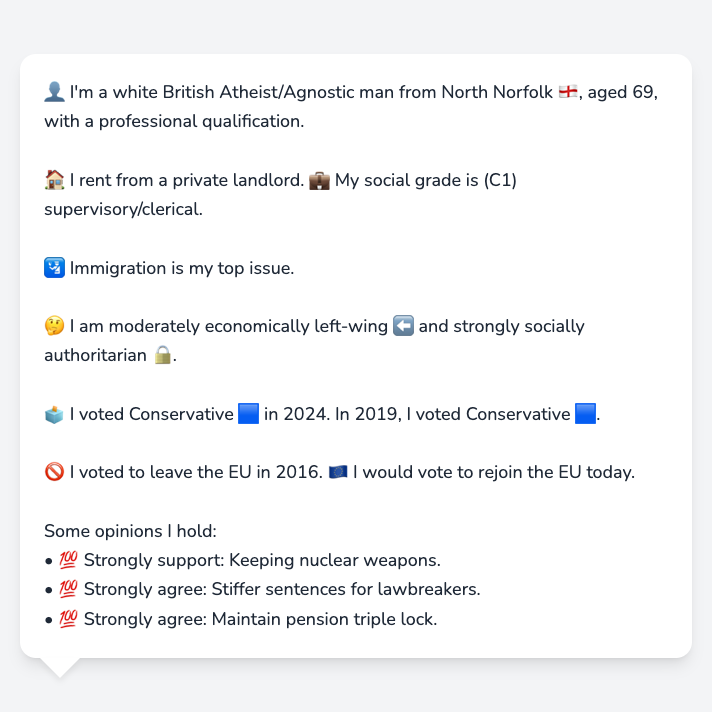 👤 I'm a white British Atheist/Agnostic man from North Norfolk 🏴󠁧󠁢󠁥󠁮󠁧󠁿, aged 69,
with a professional qualification.
🏠 I rent from a private landlord. 💼 My social grade is (C1)
supervisory/clerical.
🛂 Immigration is my top issue.
🤔 I am moderately economically left-wing ⬅️ and strongly socially
authoritarian 🔒.
🗳️ I voted Conservative 🟦 in 2024. In 2019, I voted Conservative 🟦.
🚫 I voted to leave the EU in 2016. 🇪🇺 I would vote to rejoin the EU today.
Some opinions I hold:
• 💯 Strongly support: Keeping nuclear weapons.
• 💯 Strongly agree: Stiffer sentences for lawbreakers.
• 💯 Strongly agree: Maintain pension triple lock.